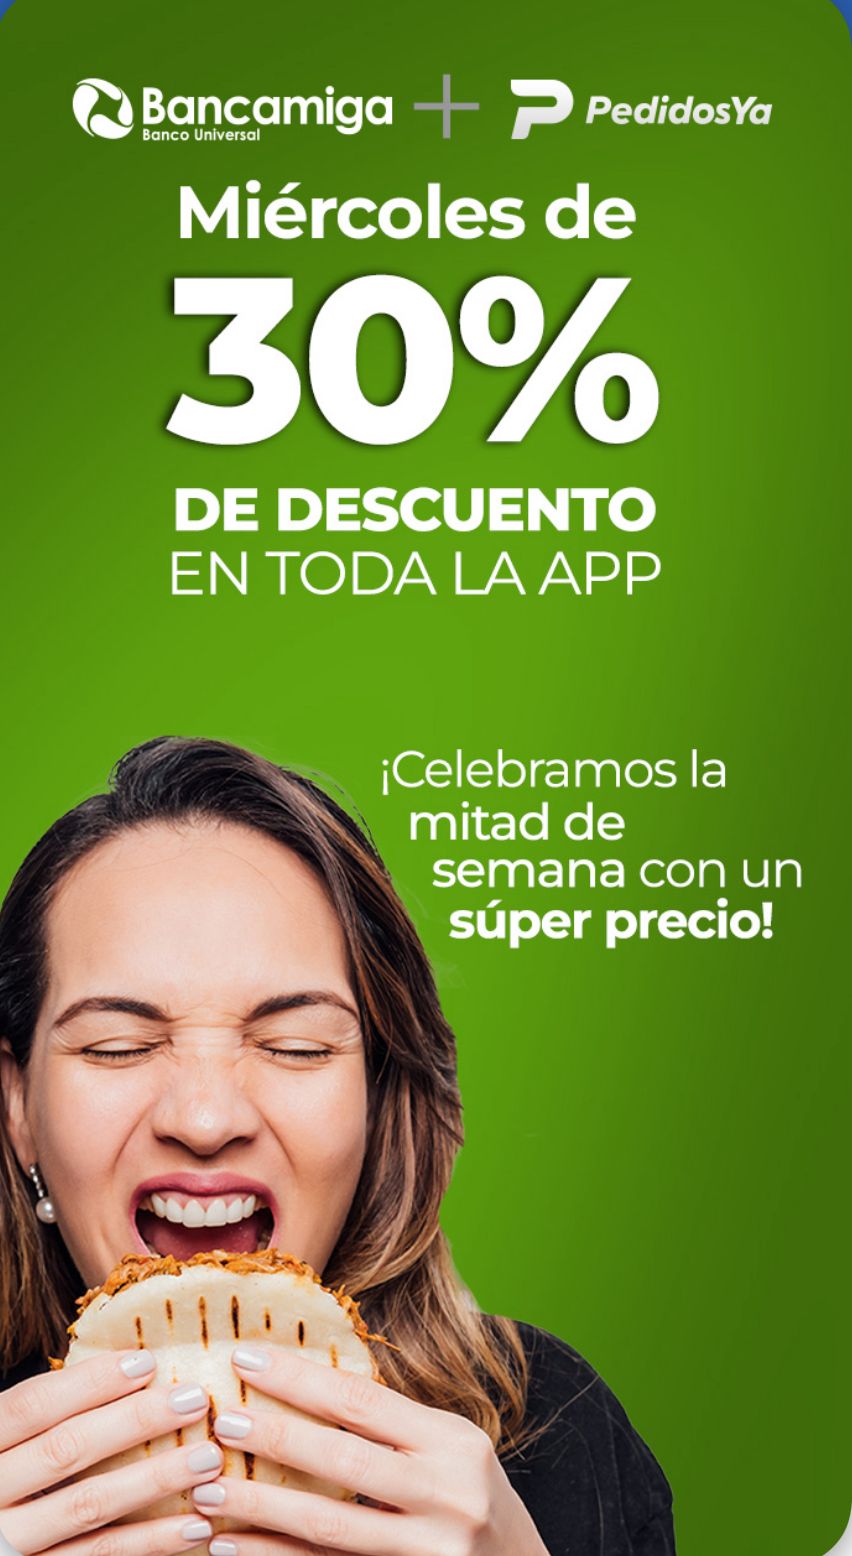 Bancamiga
Banco Universal
PedidosYa
Miércoles de
30%
DE DESCUENTO
EN TODA LA APP
¡Celebramos la
mitad de
semana con un
súper precio!